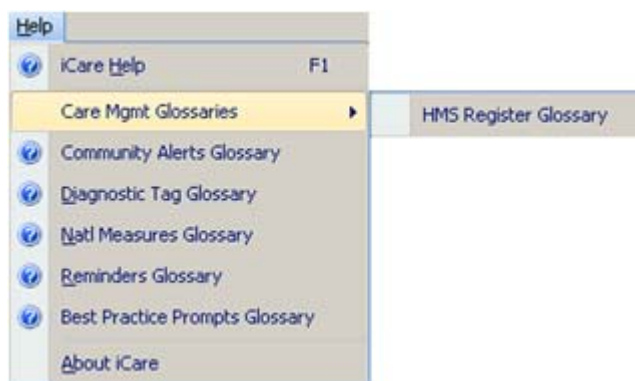 Help
iCare Help F1
Care Mgmt Glossaries HMS Register Glossary
Community Alerts Glossary
Diagnostic Tag Glossary
Natl Measures Glossary
Reminders Glossary
Best Practice Prompts Glossary
About iCare